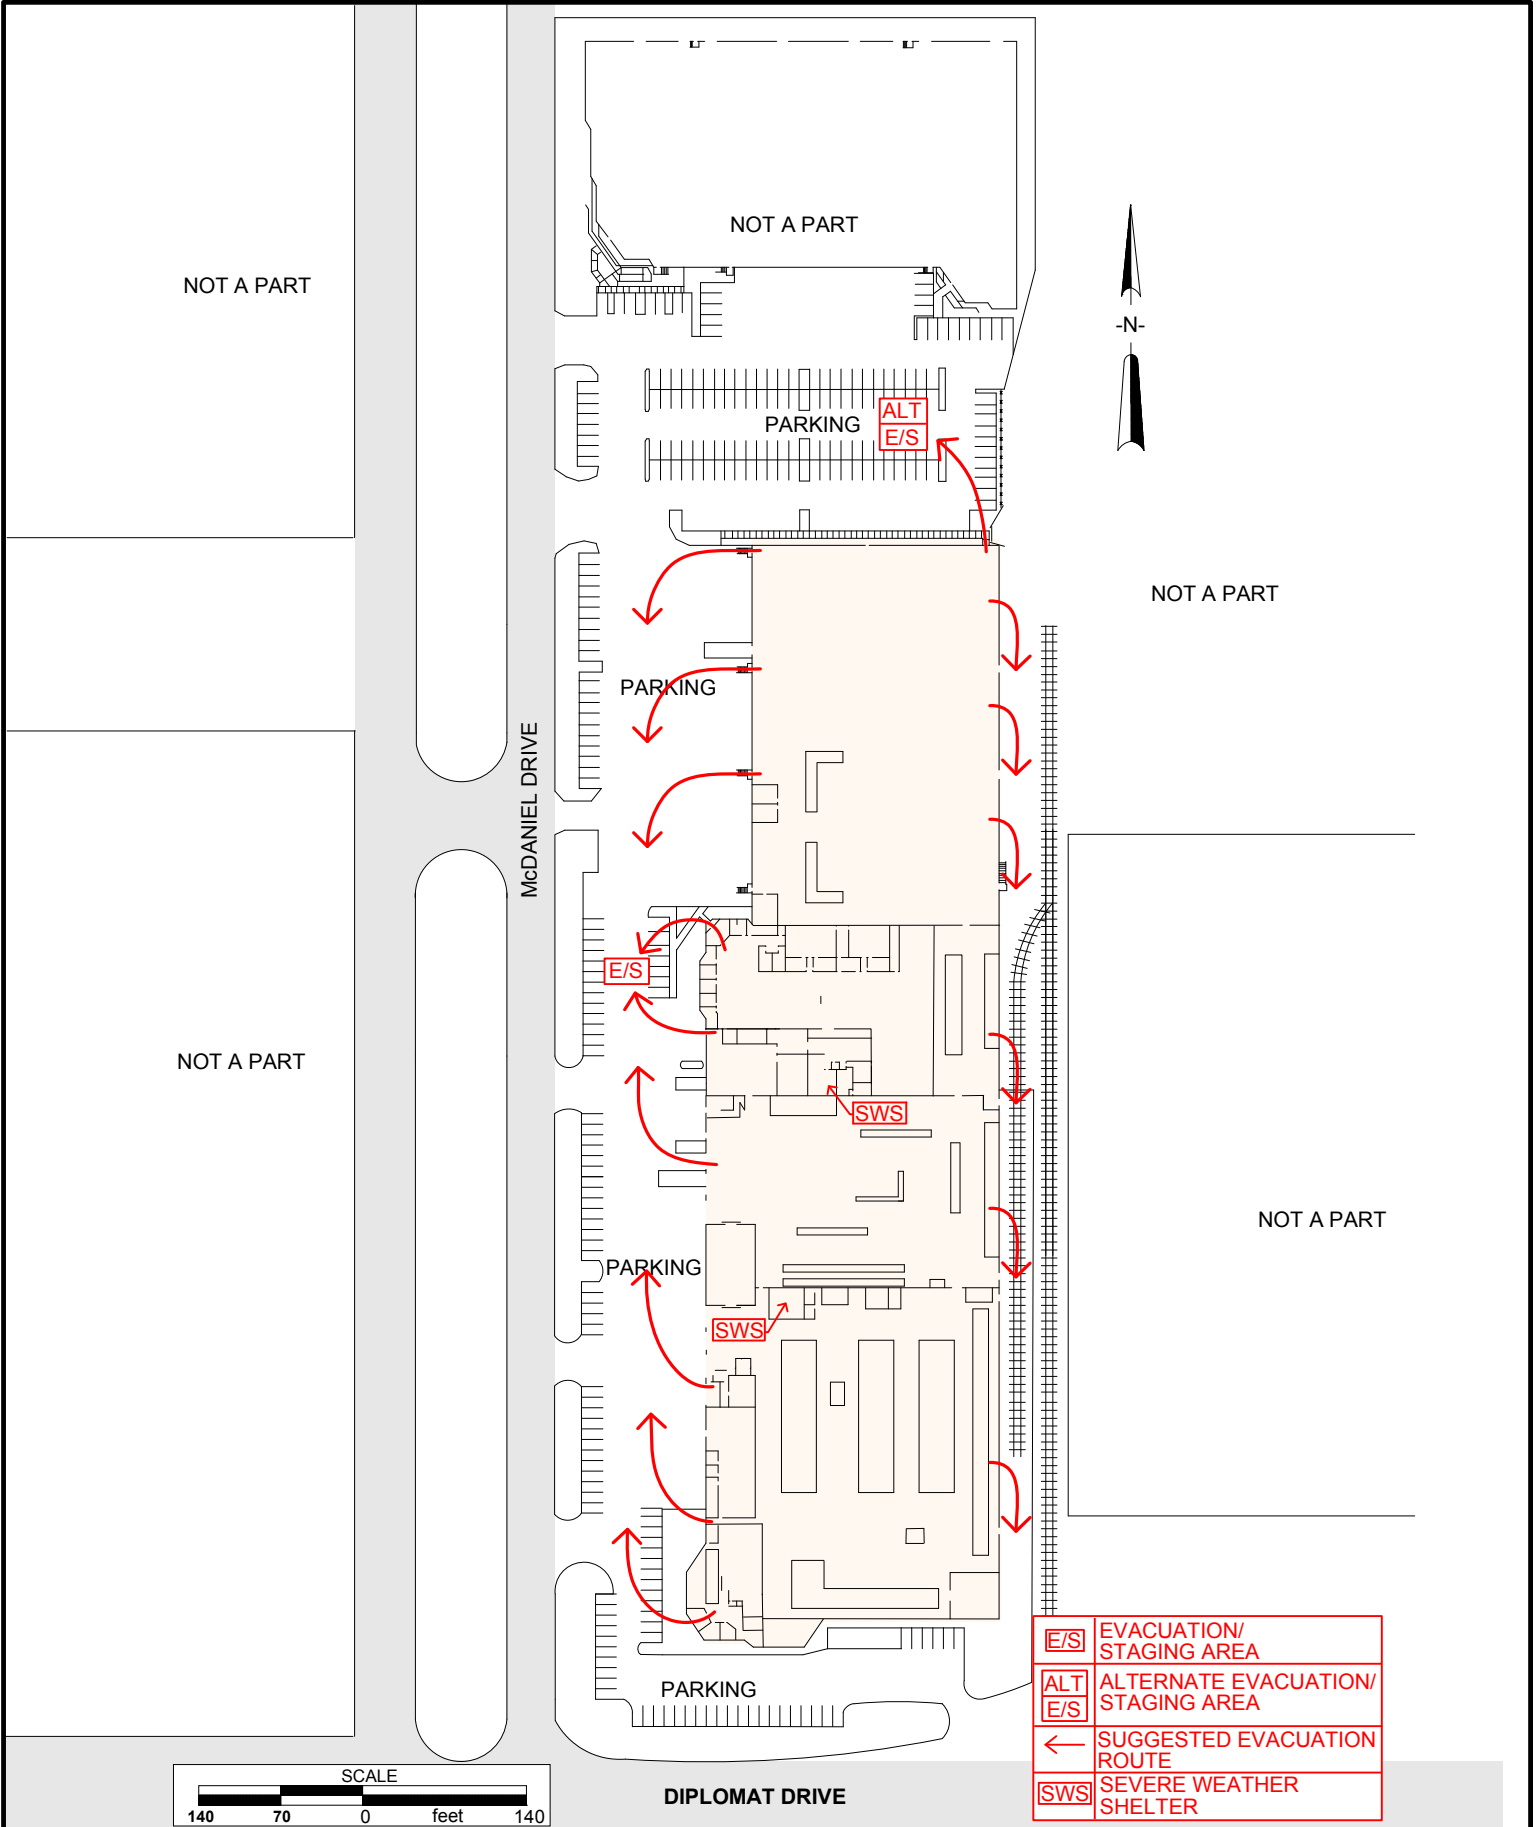 NOT A PART
NOT A PART
-N-
ALT
PARKING
E/S
NOT A PART
PARKING
McDANIEL DRIVE
E/S
NOT A PART
SWS
NOT A PART
PARKING
SWS
E/S
EVACUATION/
STAGING AREA
PARKING
ALT
E/S
ALTERNATE EVACUATION/
STAGING AREA
SUGGESTED EVACUATION
ROUTE
SWS
SEVERE WEATHER
SHELTER
SCALE
140 70 0 feet 140
DIPLOMAT DRIVE